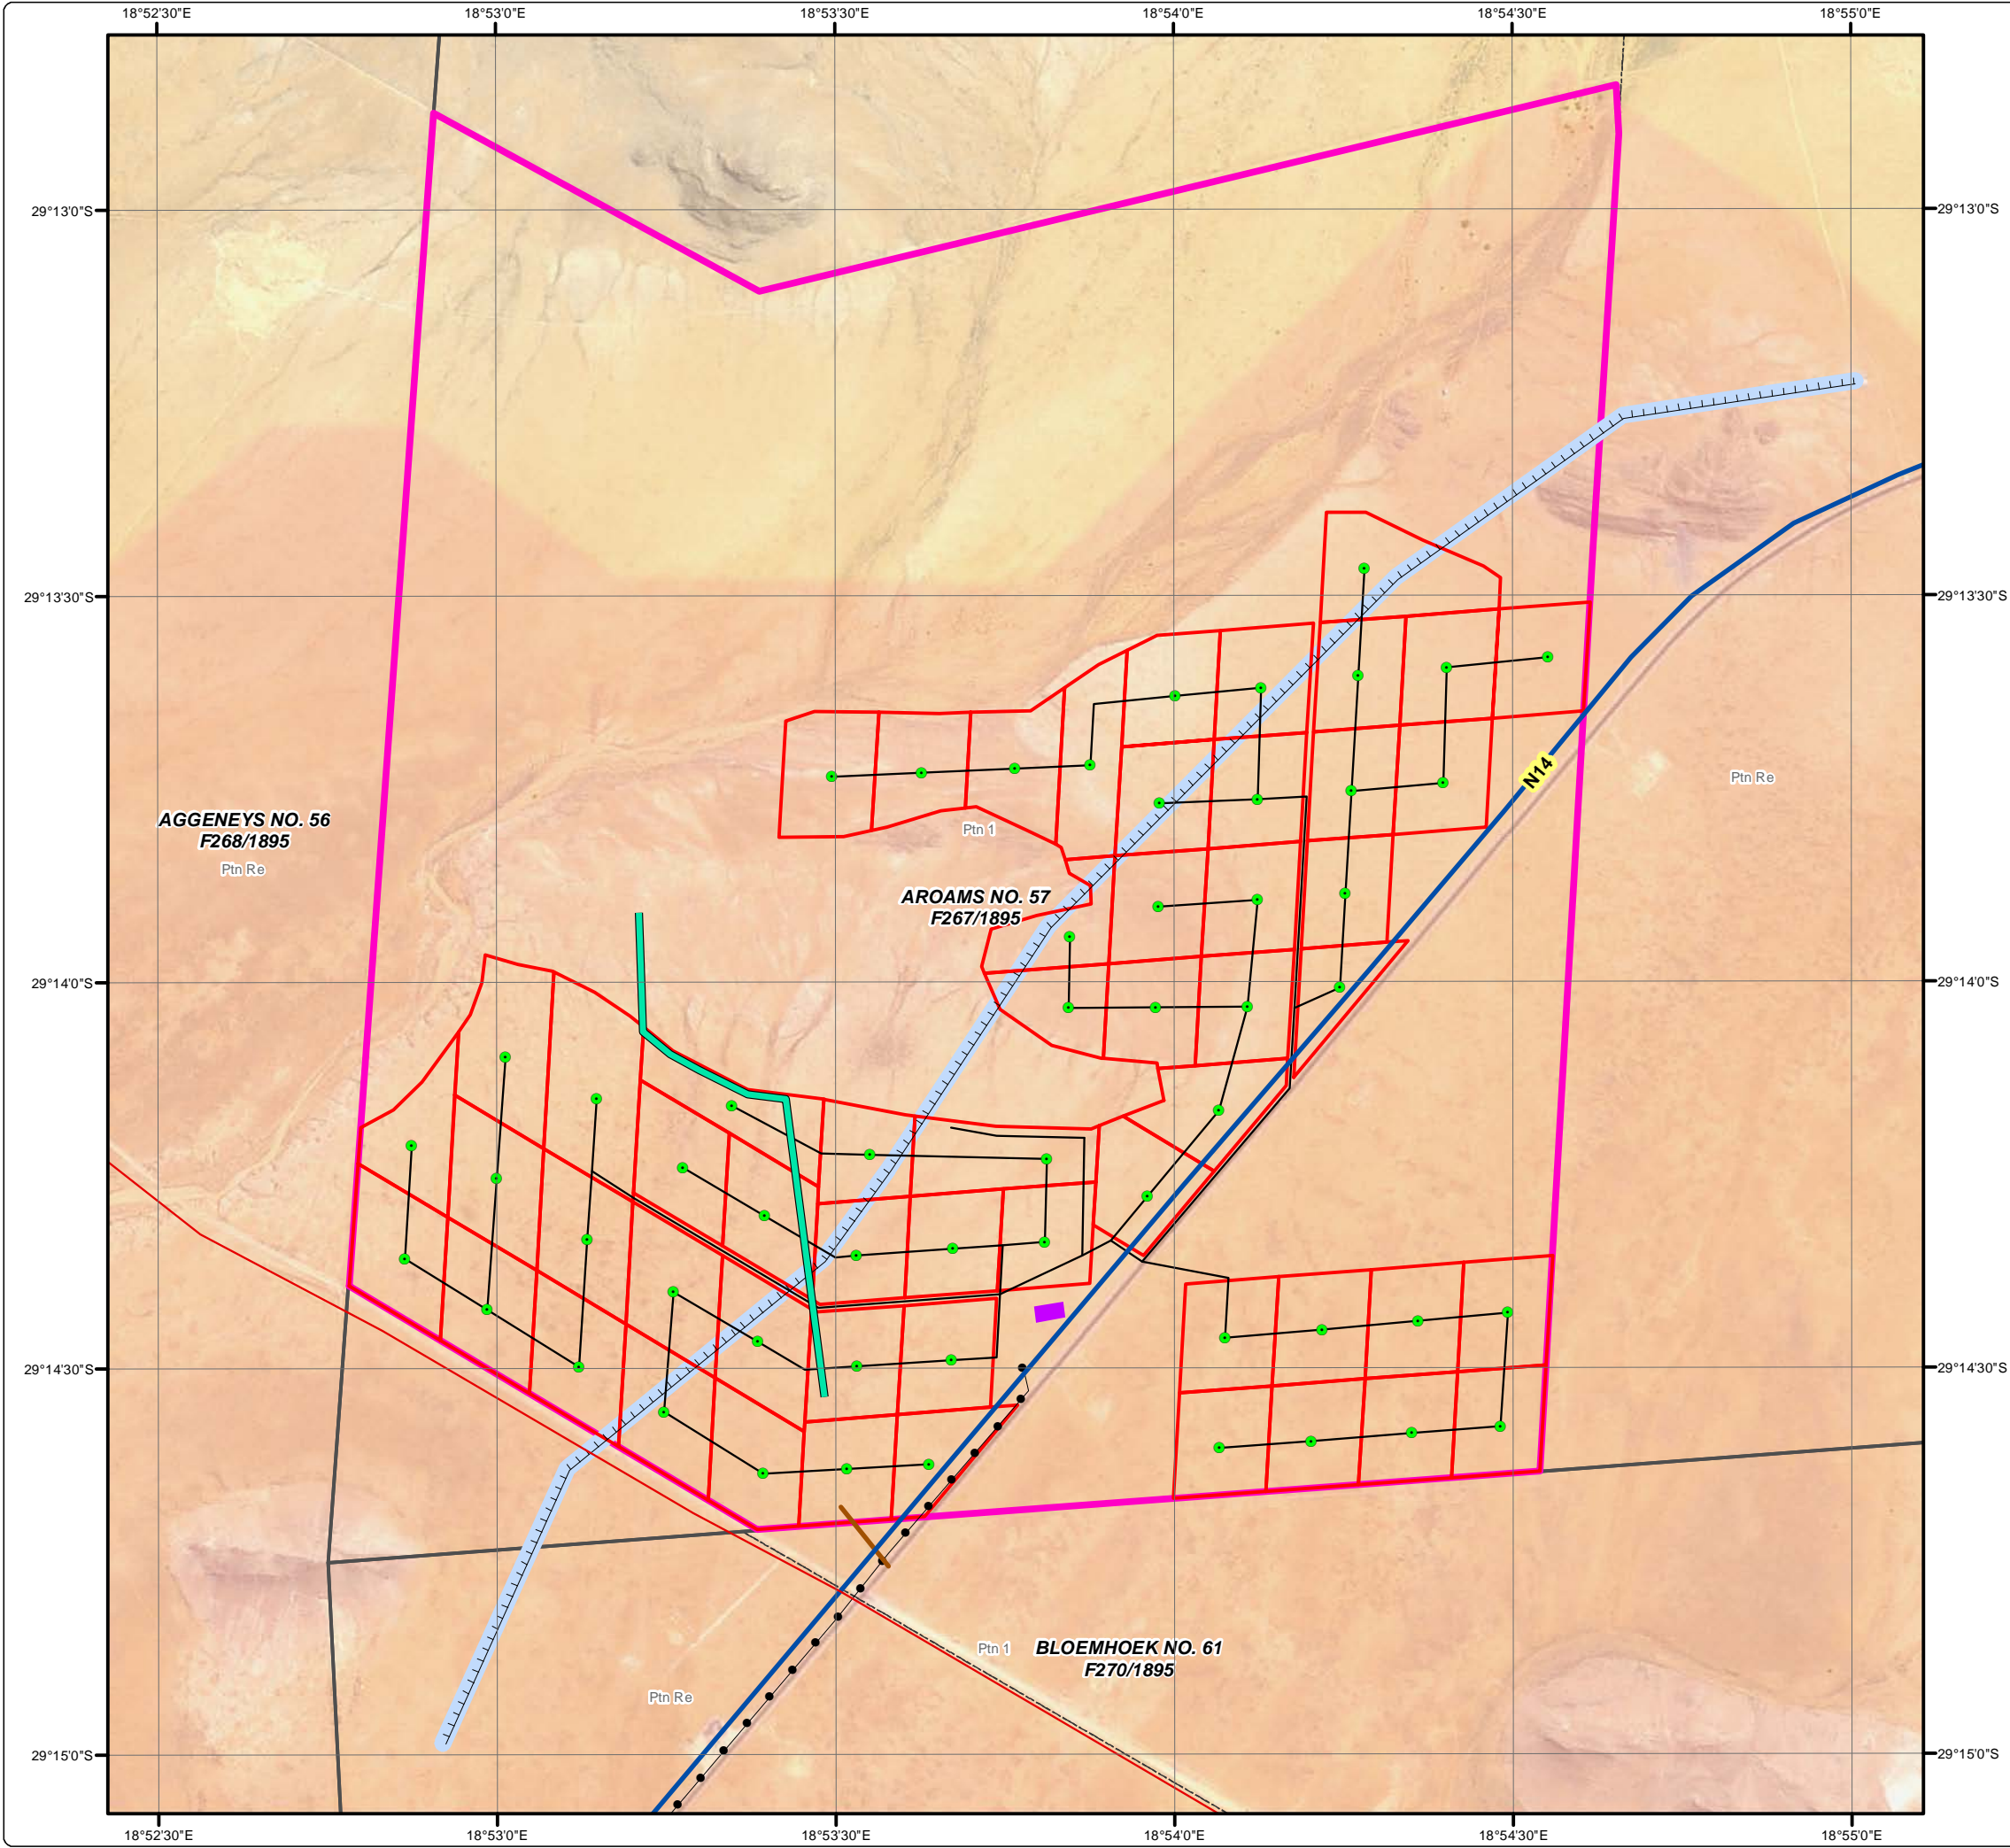 18°52'30"E
18°53'0"E
18°53'30"E
18°54'0"E
18°54'30"E
18°55'0"E
29°13'0"S
29°13'0"S
29°13'30"S
29°13'30"S
N14
Ptn Re
AGGENEYS NO. 56
F268/1895
Ptn Re
Ptn 1
AROAMS NO. 57
F267/1895
29°14'0"S
29°14'0"S
29°14'30"S
29°14'30"S
Ptn 1
BLOEMHOEK NO. 61
F270/1895
Ptn Re
29°15'0"S
29°15'0"S
18°52'30"E
18°53'0"E
18°53'30"E
18°54'0"E
18°54'30"E
18°55'0"E